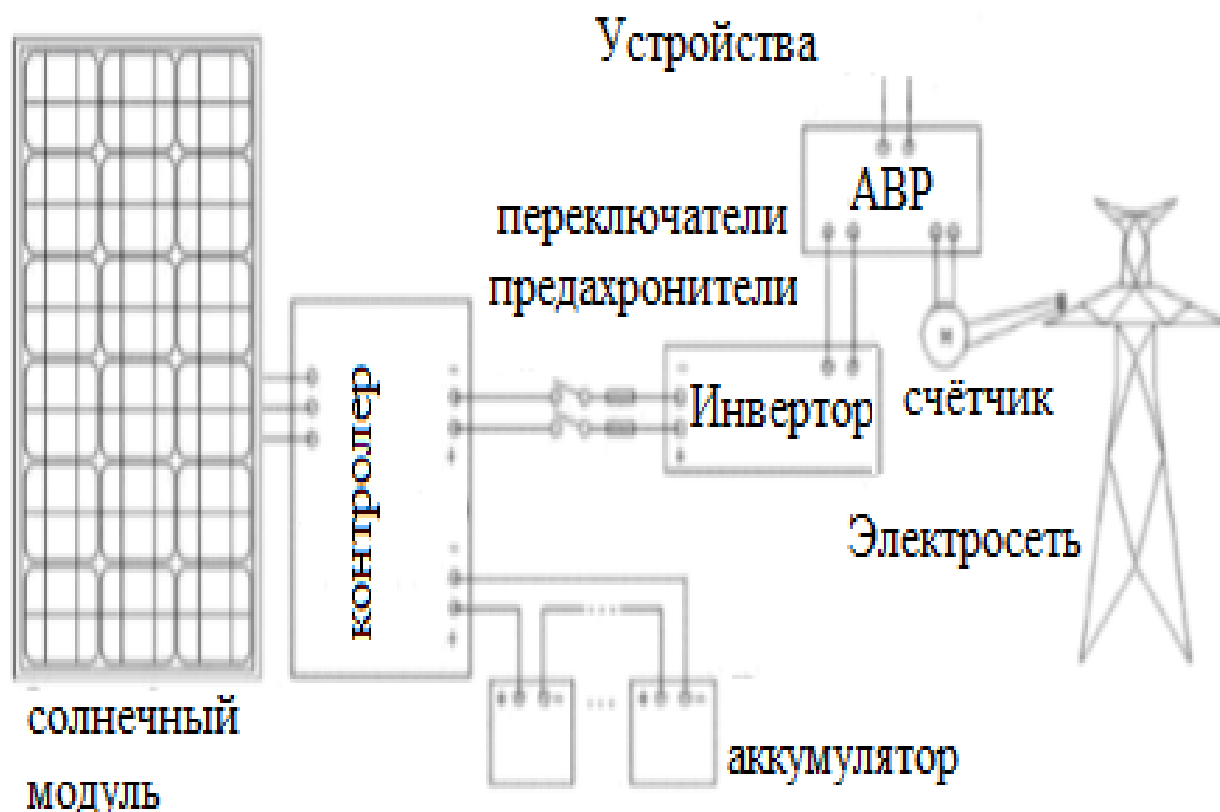 Устройства
АВР
переключатели
предахронители
контролер
Инвертор
счётчик
Электросеть
солнечный
модуль
аккумулятор